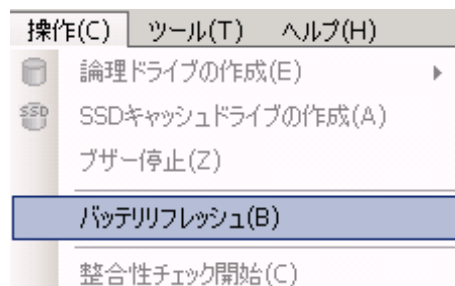 操作(C) ツール(T) ヘルプ(H)
論理ドライブの作成(E)
SSD SSDキャッシュドライブの作成(A)
ブザー停止(Z)
バッテリリフレッシュ(B)
整合性チェック開始(C)